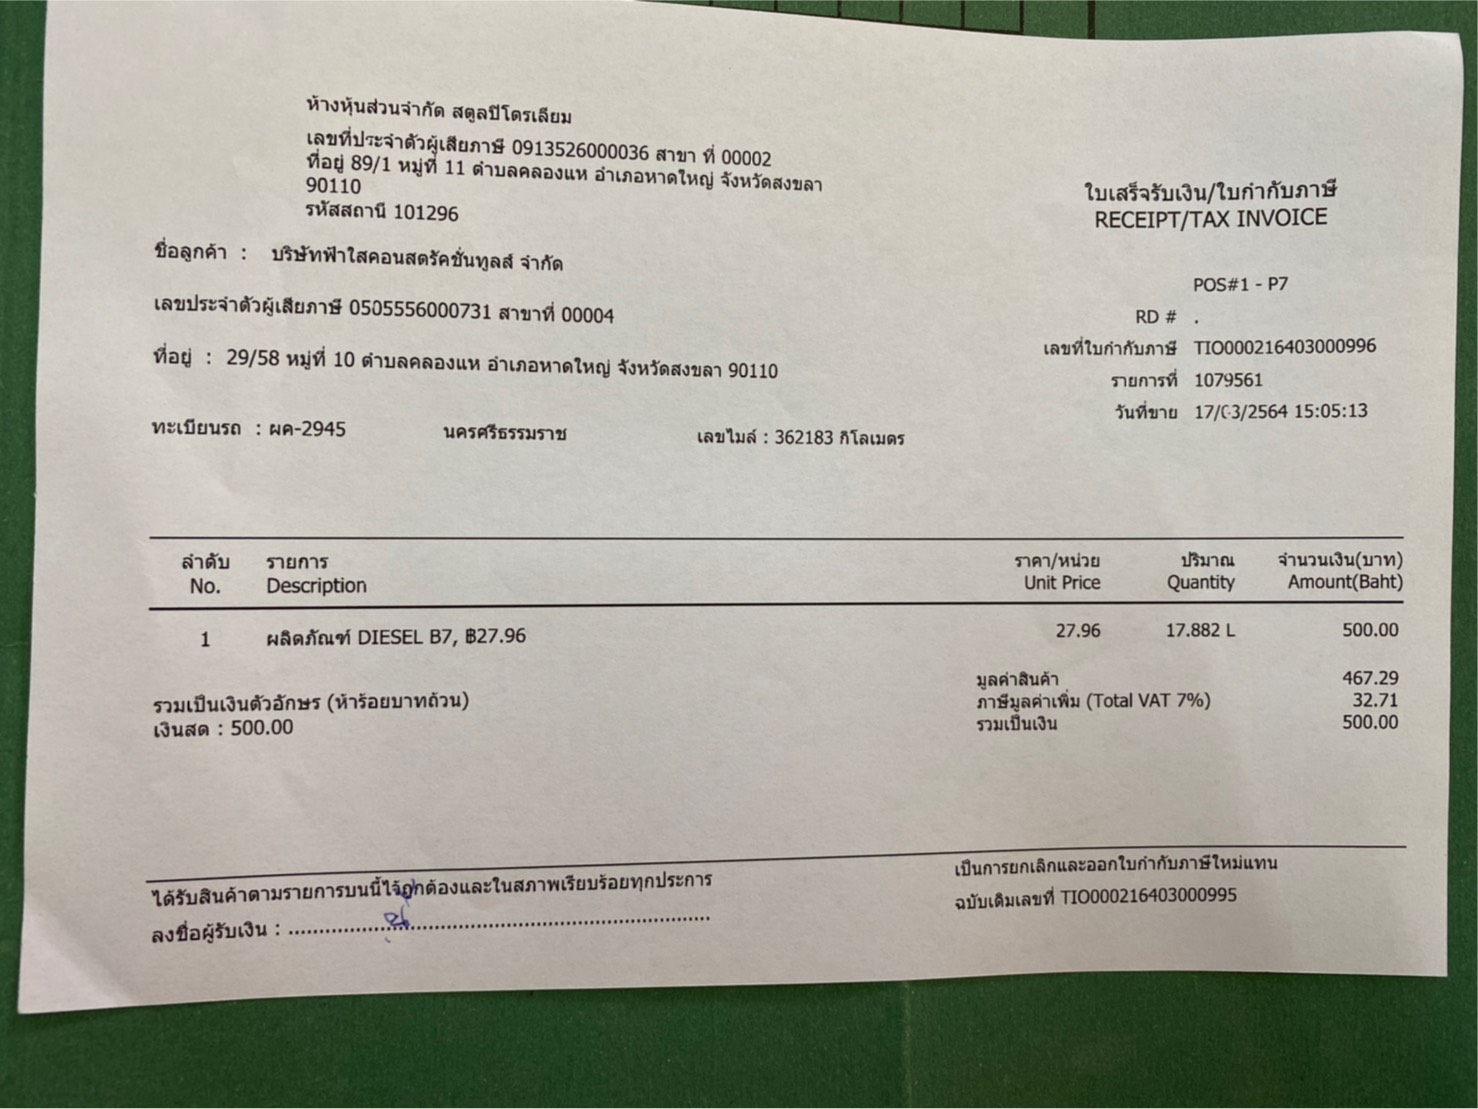 ห้างหุ้นส่วนจำกัด สตูลปิโตรเลียม
เลขที่ประจำตัวผู้เสียภาษี 0913526000036 สาขา ที่ 00002
ที่อยู่ 89/1 หมู่ที่ 11 ตำบลคลองแห อำเภอหาดใหญ่ จังหวัดสงขลา
90110
รหัสสถานี 101296
ใบเสร็จรับเงิน/ใบกำกับภาษี
RECEIPT/TAX INVOICE
ชื่อลูกค้า : บริษัทฟ้าใสคอนสตรัคชั่นทูลส์ จำกัด
เลขประจำตัวผู้เสียภาษี 0505556000731 สาขาที่ 00004
ที่อยู่ : 29/58 หมู่ที่ 10 ตำบลคลองแห อำเภอหาดใหญ่ จังหวัดสงขลา 90110
POS#1 - P7
RD # .
เลขที่ใบกำกับภาษี TIO000216403000996
รายการที่ 1079561
วันที่ขาย 17/03/2564 15:05:13
ทะเบียนรถ : ผค-2945 นครศรีธรรมราช เลขไมล์ : 362183 กิโลเมตร
ลำดับ รายการ ราคา/หน่วย ปริมาณ จำนวนเงิน(บาท)
No. Description Unit Price Quantity Amount(Baht)
1 ผลิตภัณฑ์ DIESEL B7, ฿27.96 27.96 17.882 L 500.00
มูลค่าสินค้า 467.29
ภาษีมูลค่าเพิ่ม (Total VAT 7%) 32.71
รวมเป็นเงิน 500.00
รวมเป็นเงินตัวอักษร (ห้าร้อยบาทถ้วน)
เงินสด : 500.00
ได้รับสินค้าตามรายการบนนี้ไว้ถูกต้องและในสภาพเรียบร้อยทุกประการ
ลงชื่อผู้รับเงิน : ......................................................................
เป็นการยกเลิกและออกใบกำกับภาษีใหม่แทน
ฉบับเดิมเลขที่ TIO000216403000995